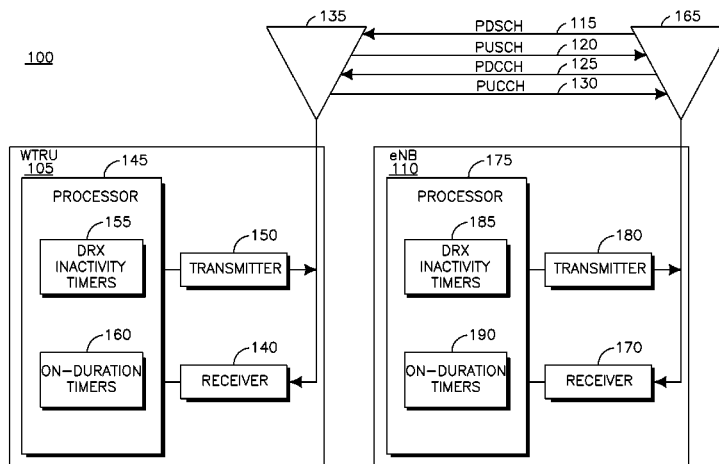 100
135
165
PDSCH 115
PUSCH 120
PDCCH 125
PUCCH 130
WTRU
105
145
PROCESSOR
155
DRX
INACTIVITY
TIMERS
150
TRANSMITTER
160
ON-DURATION
TIMERS
140
RECEIVER
eNB
110
175
PROCESSOR
185
DRX
INACTIVITY
TIMERS
180
TRANSMITTER
190
ON-DURATION
TIMERS
170
RECEIVER